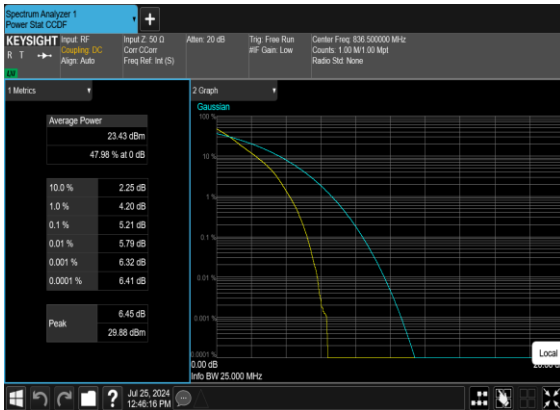 Spectrum Analyzer 1
Power Stat CCDF
KEYSIGHT
R T
LXI
Input: RF
Coupling: DC
Align: Auto
Input Z: 50 Ω
Corr CCorr
Freq Ref: Int (S)
Atten: 20 dB
Trig: Free Run
#IF Gain: Low
Center Freq: 836.500000 MHz
Counts: 1.00 M/1.00 Mpt
Radio Std: None
1 Metrics
Average Power
23.43 dBm
47.98 % at 0 dB
10.0 % 2.25 dB
1.0 % 4.20 dB
0.1 % 5.21 dB
0.01 % 5.79 dB
0.001 % 6.32 dB
0.0001 % 6.41 dB
Peak
6.45 dB
29.88 dBm
2 Graph
Gaussian
100 %
10 %
1 %
0.1 %
0.01 %
0.001 %
0.0001 %
0.00 dB
Info BW 25.000 MHz
Local
Jul 25, 2024
12:46:16 PM